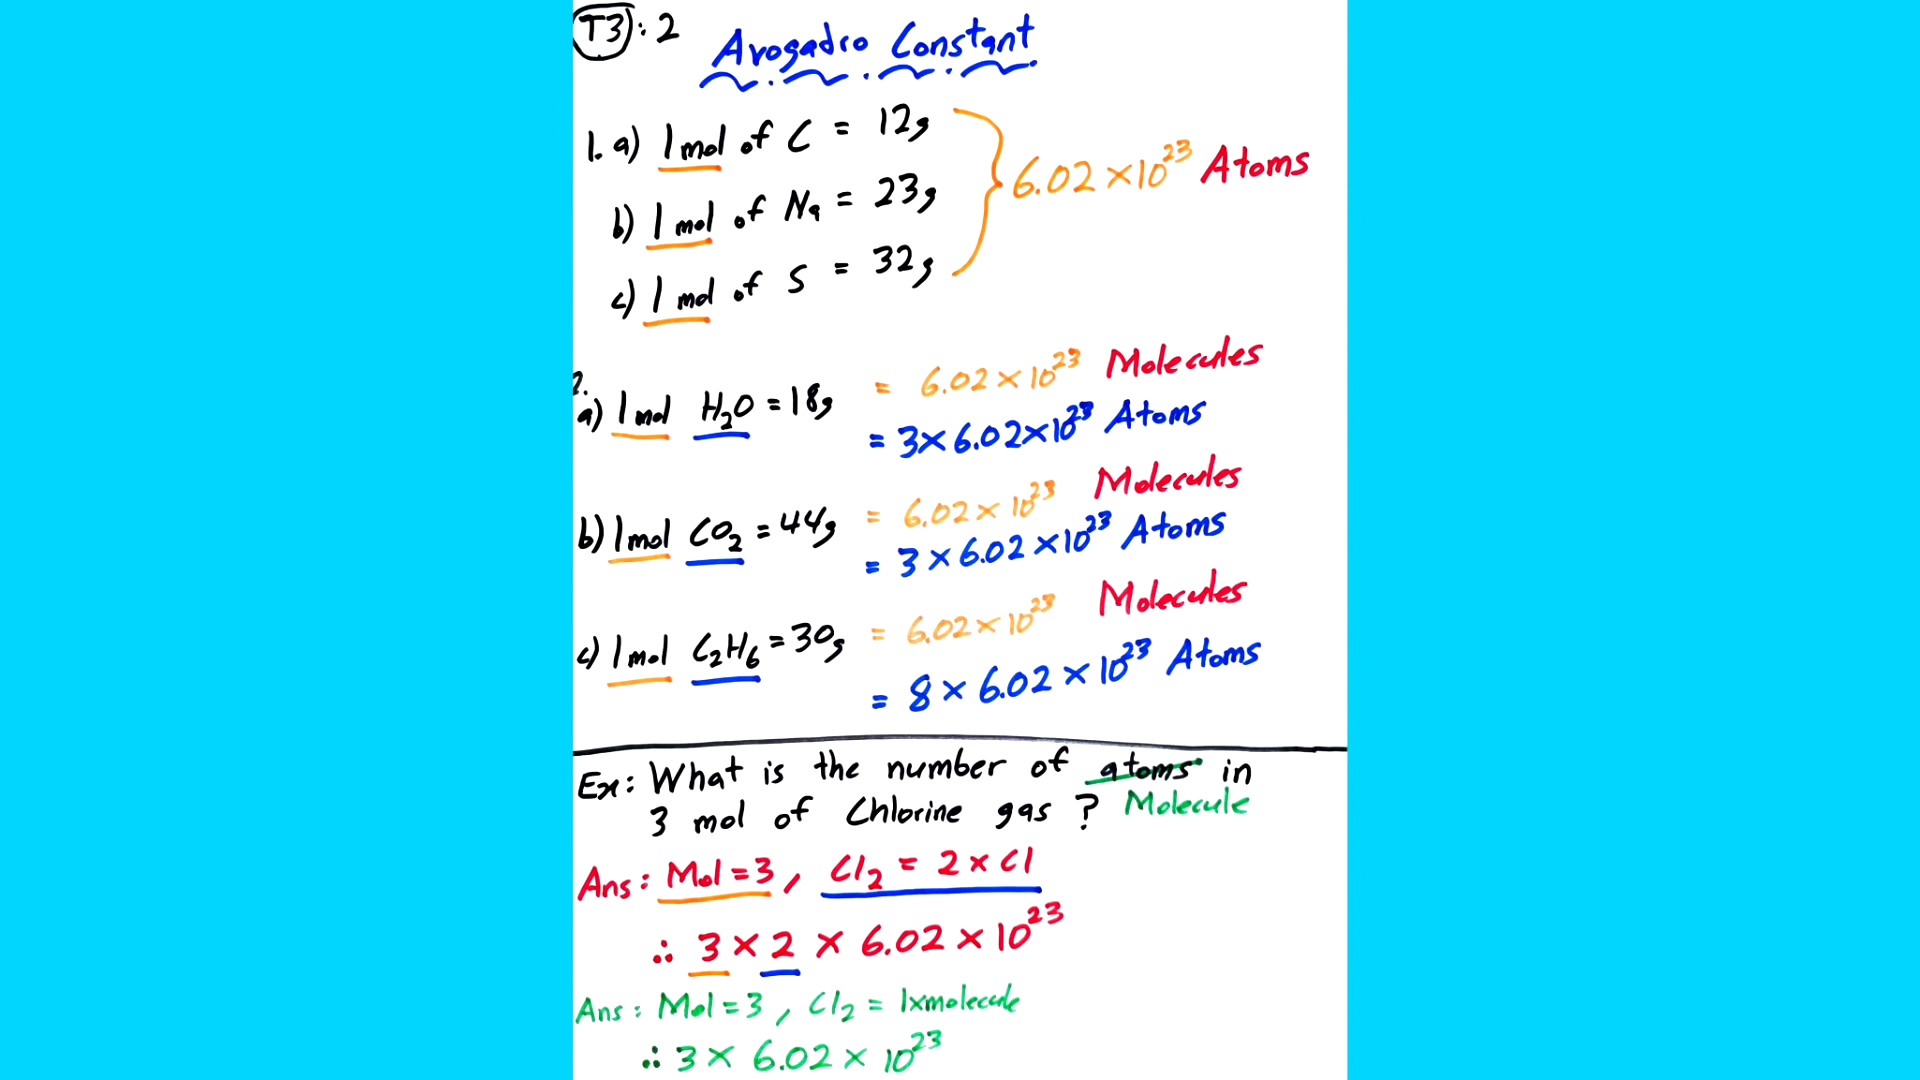 T3 : 2
Avogadro Constant
1. a) 1 mol of C = 12g
6.02 × 10²³ Atoms
b) 1 mol of Na = 23g
c) 1 mol of S = 32g
2.
a) 1 mol H₂O = 18g = 6.02 × 10²³ Molecules
= 3 × 6.02 × 10²³ Atoms
b) 1 mol CO₂ = 44g = 6.02 × 10²³ Molecules
= 3 × 6.02 × 10²³ Atoms
c) 1 mol C₂H₆ = 30g = 6.02 × 10²³ Molecules
= 8 × 6.02 × 10²³ Atoms
Ex: What is the number of atoms in
3 mol of Chlorine gas ? Molecule
Ans : Mol = 3 , Cl₂ = 2 × Cl
∴ 3 × 2 × 6.02 × 10²³
Ans : Mol = 3 , Cl₂ = 1×molecule
∴ 3 × 6.02 × 10²³